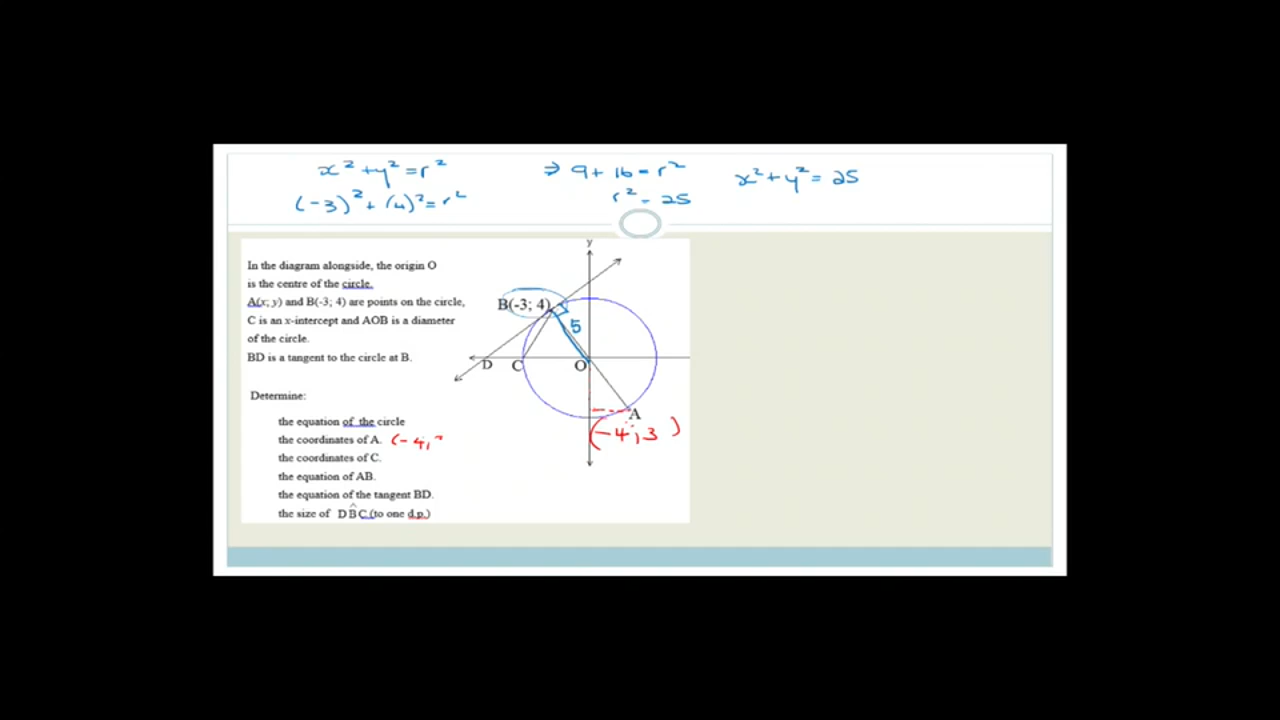 x² + y² = r² ⇒ 9 + 16 = r² x² + y² = 25
(-3)² + (4)² = r² r² = 25
In the diagram alongside, the origin O
is the centre of the circle.
A(x; y) and B(-3; 4) are points on the circle,
C is an x-intercept and AOB is a diameter
of the circle.
BD is a tangent to the circle at B.
Determine:
the equation of the circle
the coordinates of A. (-4,
the coordinates of C.
the equation of AB.
the equation of the tangent BD.
the size of DB̂C (to one d.p.)
y
B(-3; 4)
5
D C O
A
(-4;3 )